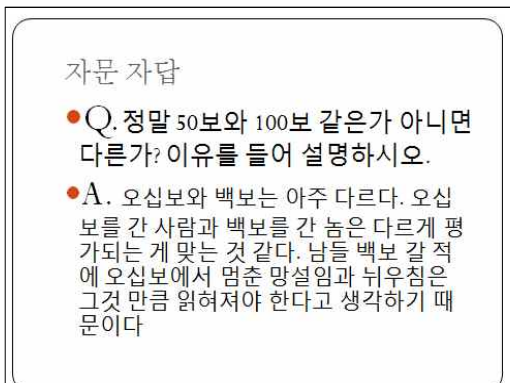 자문 자답
Q. 정말 50보와 100보 같은가 아니면
다른가? 이유를 들어 설명하시오.
A. 오십보와 백보는 아주 다르다. 오십
보를 간 사람과 백보를 간 놈은 다르게 평
가되는 게 맞는 것 같다. 남들 백보 갈 적
에 오십보에서 멈춘 망설임과 뉘우침은
그것 만큼 읽혀져야 한다고 생각하기 때
문이다